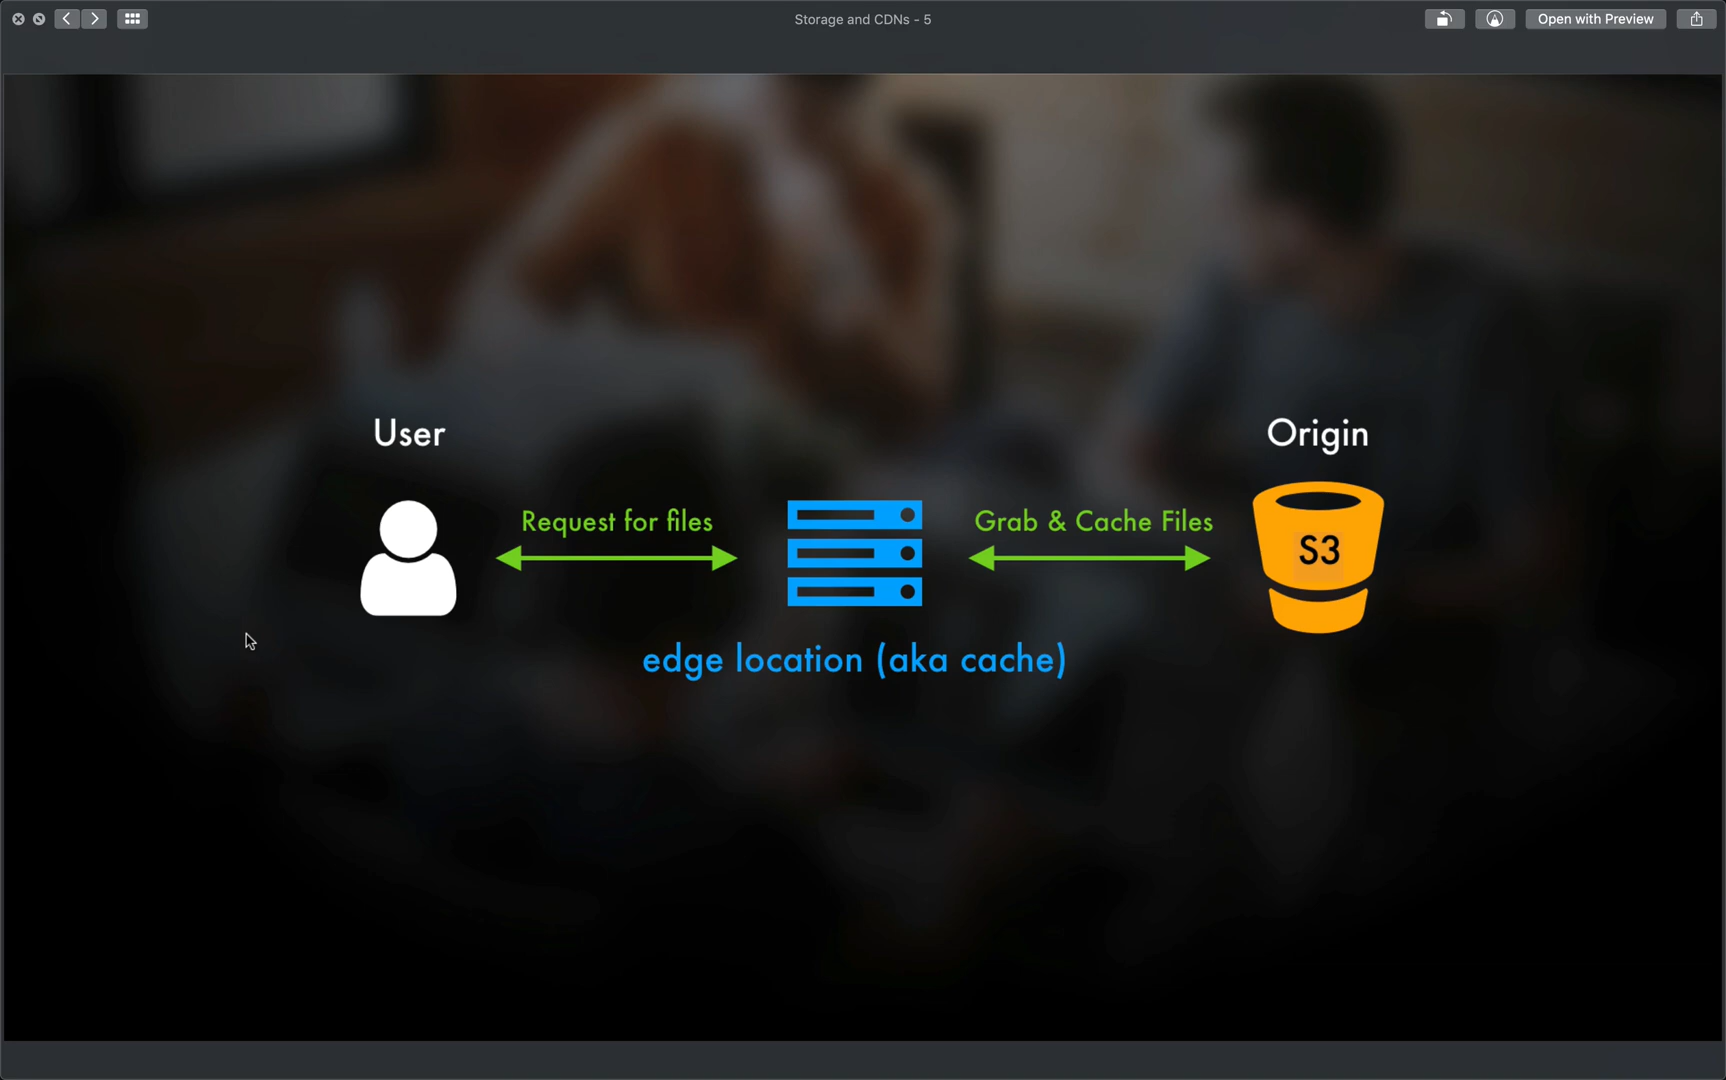 Storage and CDNs - 5
Open with Preview
User
Origin
Request for files
Grab & Cache Files
S3
edge location (aka cache)